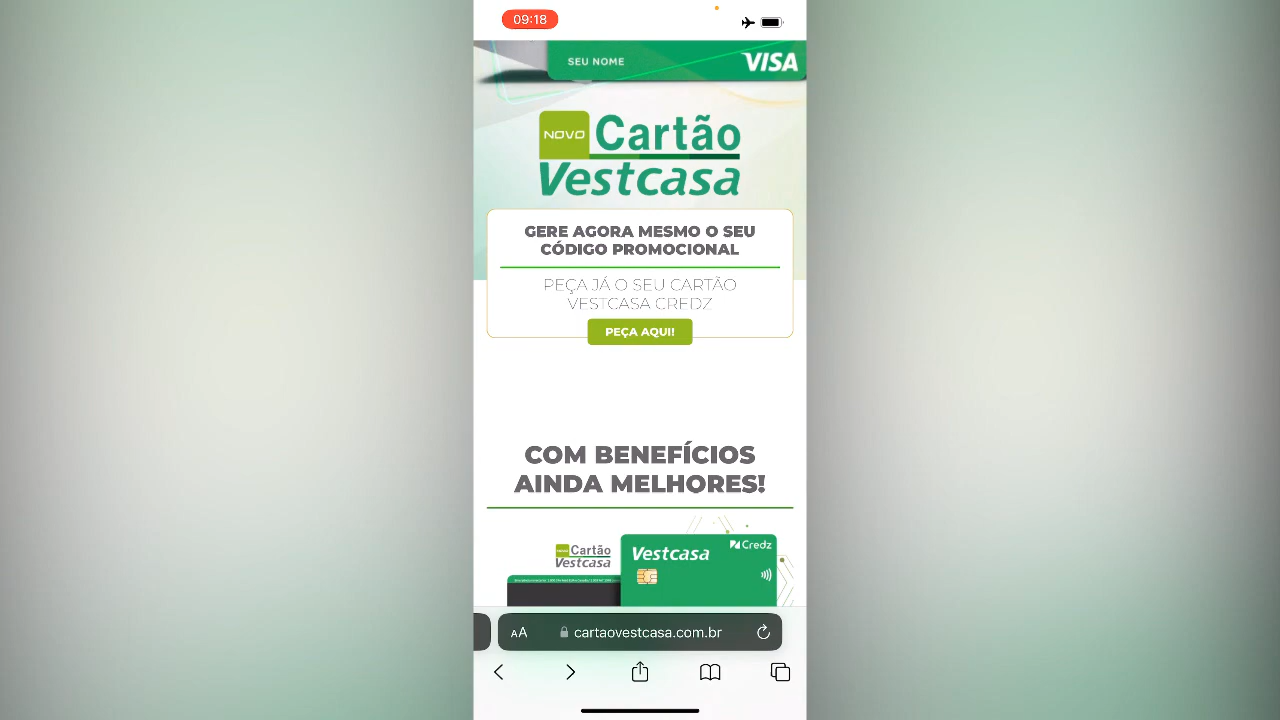 09:18
SEU NOME
VISA
NOVO Cartão
Vestcasa
GERE AGORA MESMO O SEU
CÓDIGO PROMOCIONAL
PEÇA JÁ O SEU CARTÃO
VESTCASA CREDZ
PEÇA AQUI!
COM BENEFÍCIOS
AINDA MELHORES!
NOVO Cartão
Vestcasa
Vestcasa
Credz
AA
cartaovestcasa.com.br